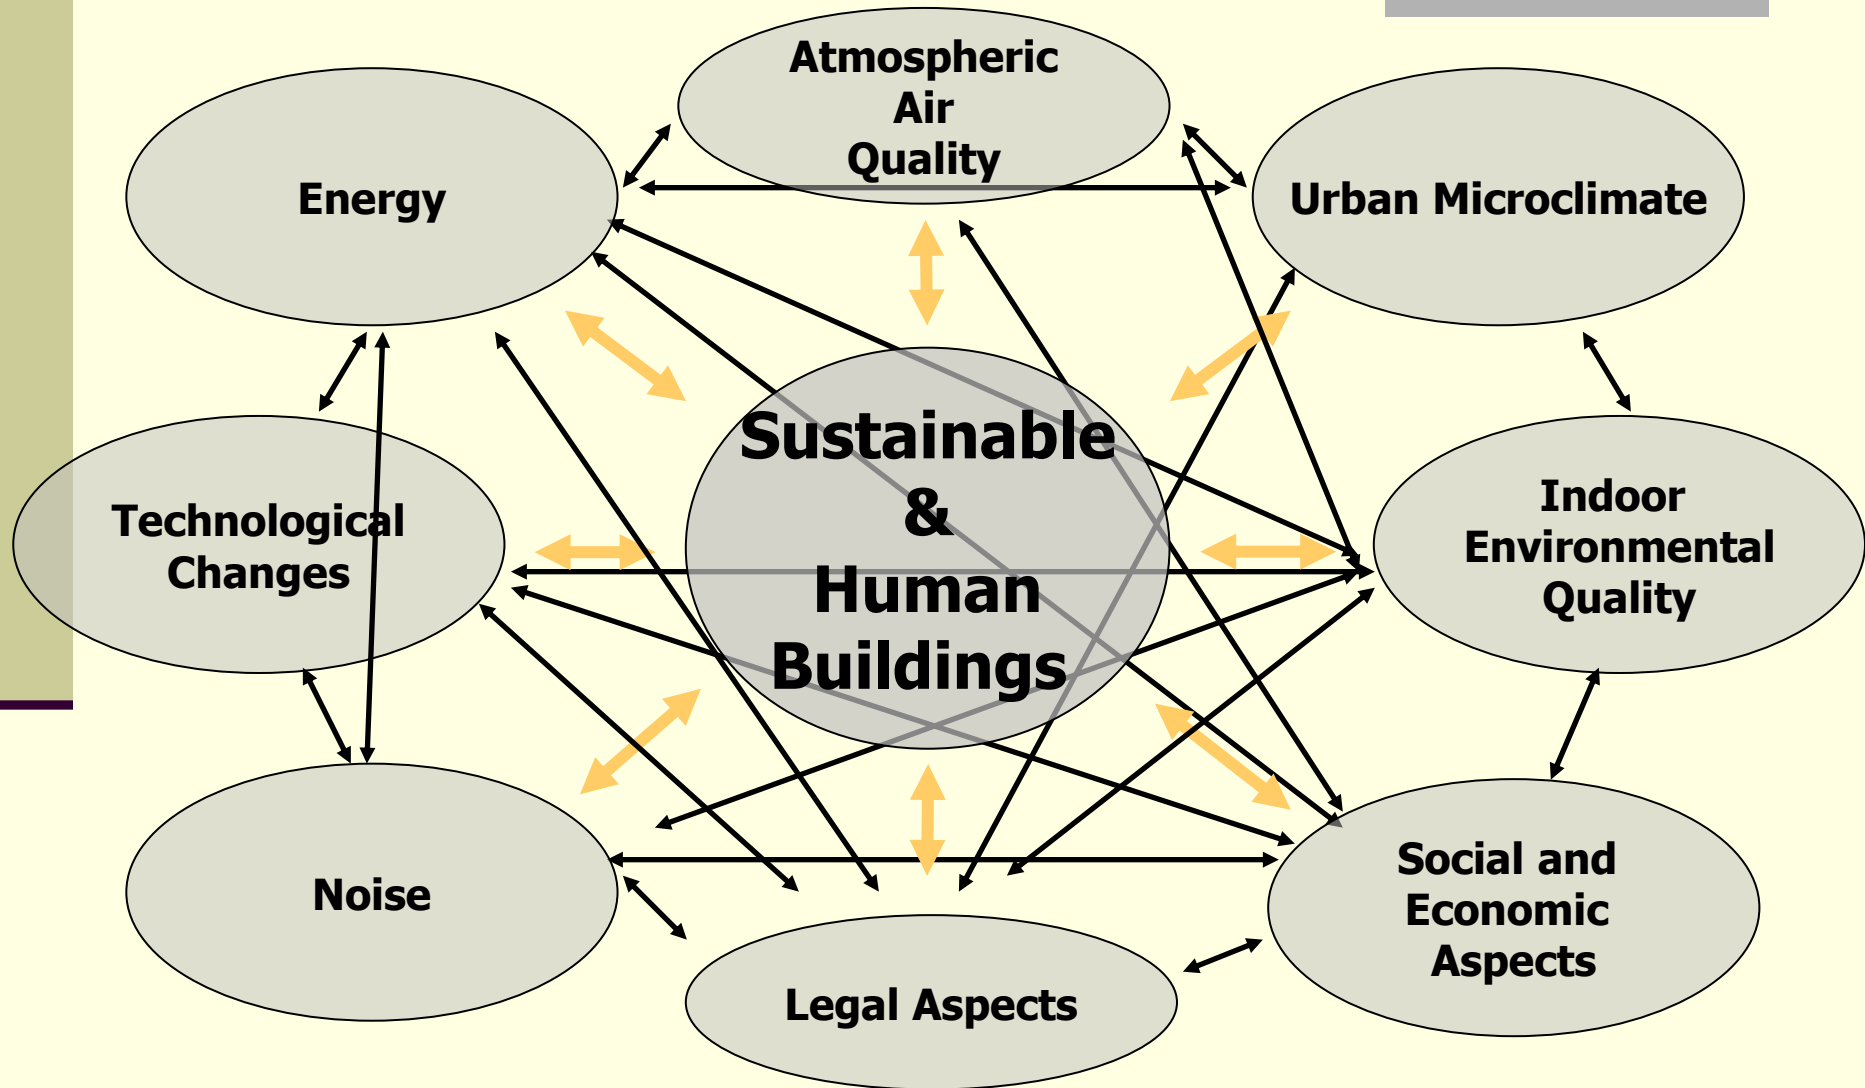 Atmospheric
Air
Quality
Energy
Urban Microclimate
Sustainable
&
Human
Buildings
Technological
Changes
Indoor
Environmental
Quality
Noise
Social and
Economic
Aspects
Legal Aspects